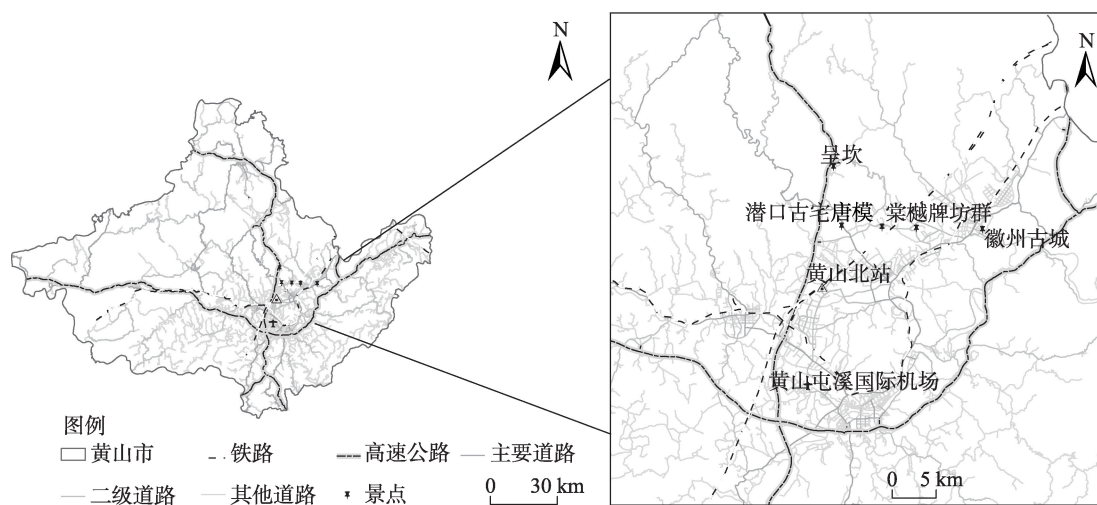 N
图例
黄山市
铁路
高速公路
主要道路
二级道路
其他道路
景点
0 30 km
N
呈坎
潜口古宅
唐模
棠樾牌坊群
徽州古城
黄山北站
黄山屯溪国际机场
0 5 km